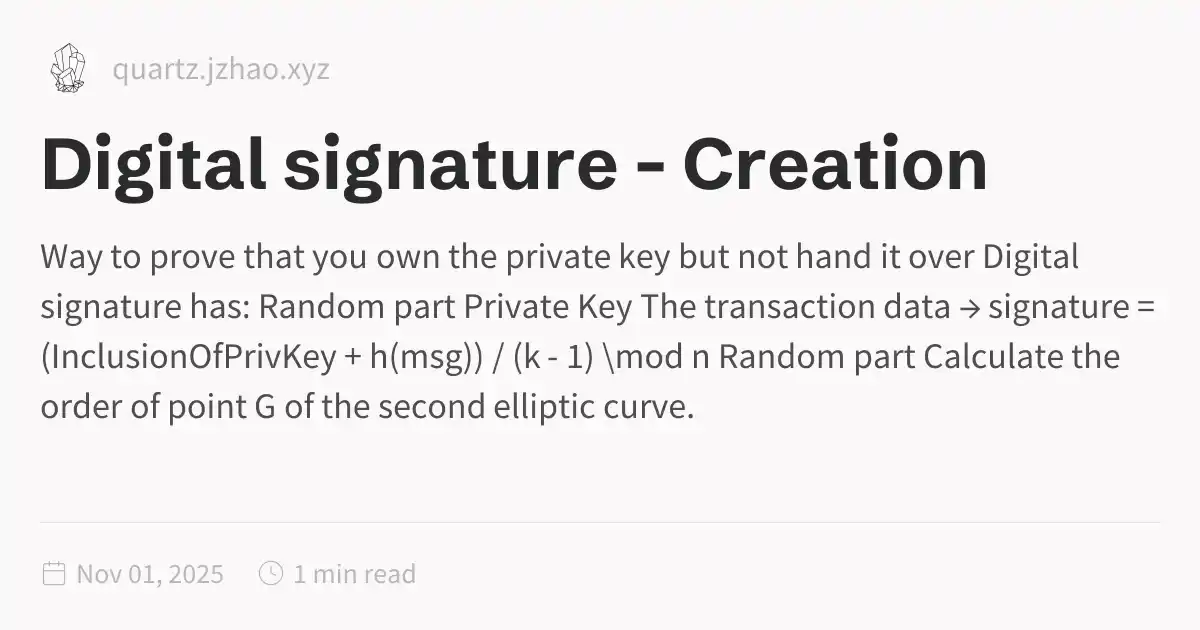 quartz.jzhao.xyz
Digital signature - Creation
Way to prove that you own the private key but not hand it over Digital
signature has: Random part Private Key The transaction data → signature =
(InclusionOfPrivKey + h(msg)) / (k - 1) \mod n Random part Calculate the
order of point G of the second elliptic curve.
Nov 01, 2025 1 min read